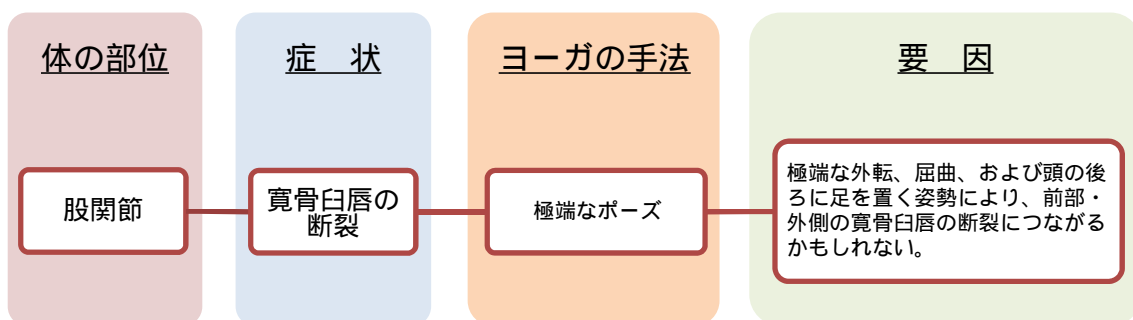 体の部位
症　状
ヨーガの手法
要　因
股関節
寛骨臼唇の
断裂
極端なポーズ
極端な外転、屈曲、および頭の後
ろに足を置く姿勢により、前部・
外側の寛骨臼唇の断裂につながる
かもしれない。